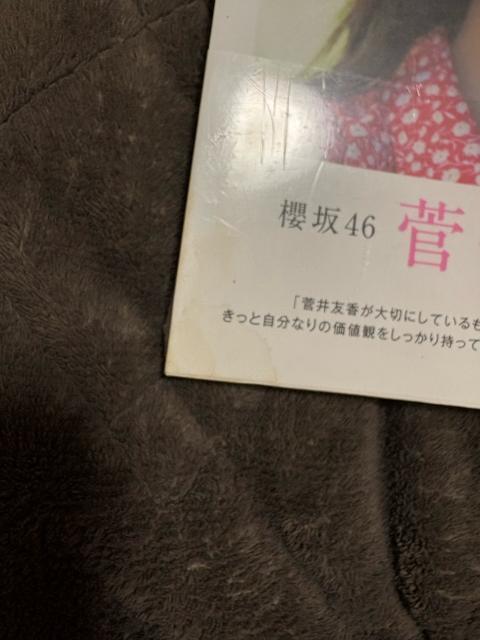 櫻坂46 菅
「菅井友香が大切にしているも
きっと自分なりの価値観をしっかり持って